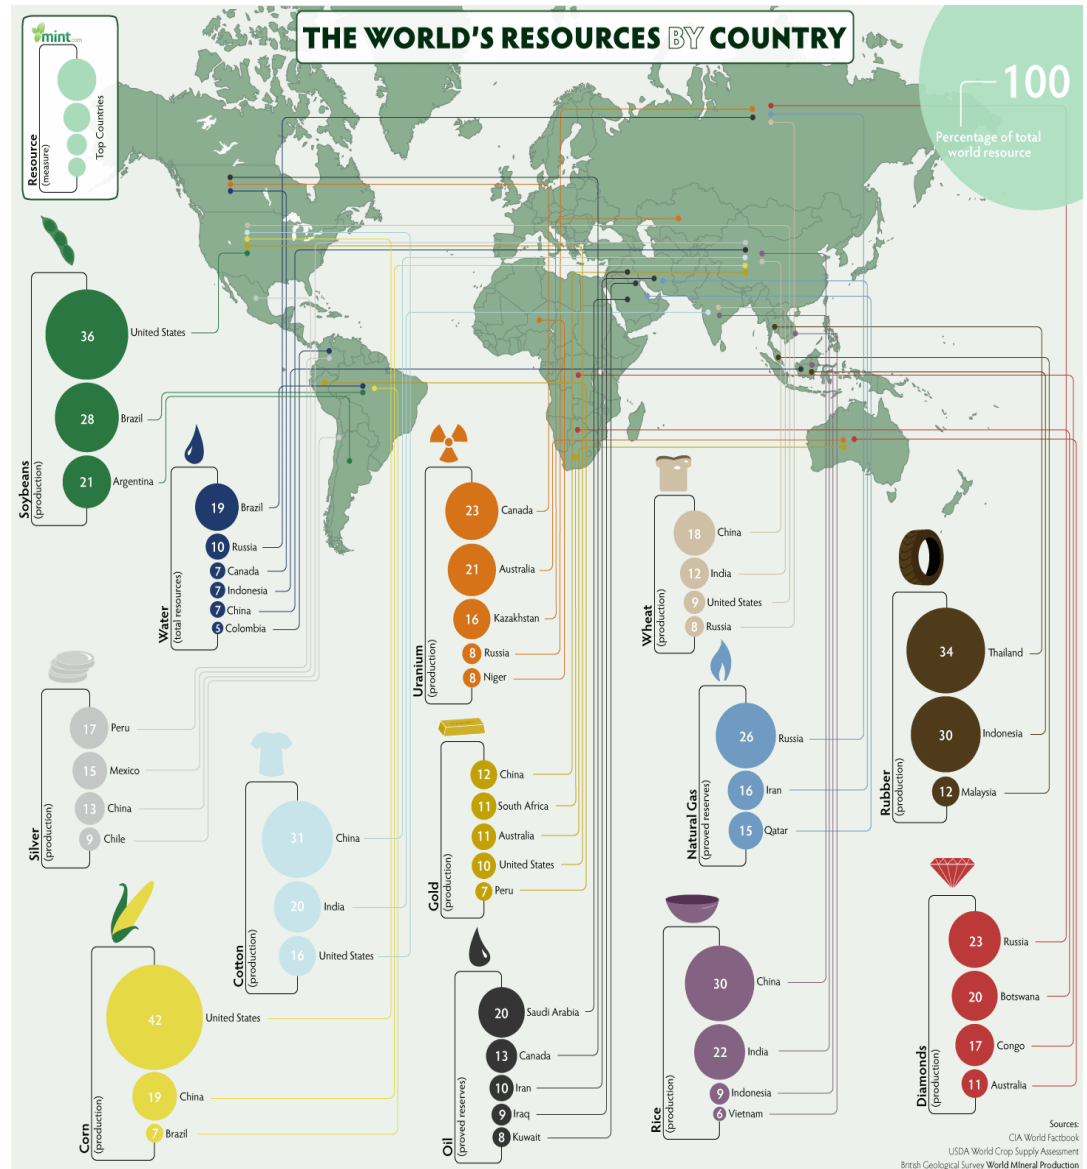 mint.com
THE WORLD'S RESOURCES BY COUNTRY
Resource
(measure)
Top Countries
100
Percentage of total
world resource
Soybeans
(production)
36 United States
28 Brazil
21 Argentina
Water
(total resources)
19 Brazil
10 Russia
7 Canada
7 Indonesia
7 China
5 Colombia
Uranium
(production)
23 Canada
21 Australia
16 Kazakhstan
8 Russia
8 Niger
Wheat
(production)
18 China
12 India
9 United States
8 Russia
Rubber
(production)
34 Thailand
30 Indonesia
12 Malaysia
Silver
(production)
17 Peru
15 Mexico
13 China
9 Chile
Cotton
(production)
31 China
20 India
16 United States
Gold
(production)
12 China
11 South Africa
11 Australia
10 United States
7 Peru
Natural Gas
(proved reserves)
26 Russia
16 Iran
15 Qatar
Corn
(production)
42 United States
19 China
7 Brazil
Oil
(proved reserves)
20 Saudi Arabia
13 Canada
10 Iran
9 Iraq
8 Kuwait
Rice
(production)
30 China
22 India
9 Indonesia
6 Vietnam
Diamonds
(production)
23 Russia
20 Botswana
17 Congo
11 Australia
Sources:
CIA World Factbook
USDA World Crop Supply Assessment
British Geological Survey World Mineral Production